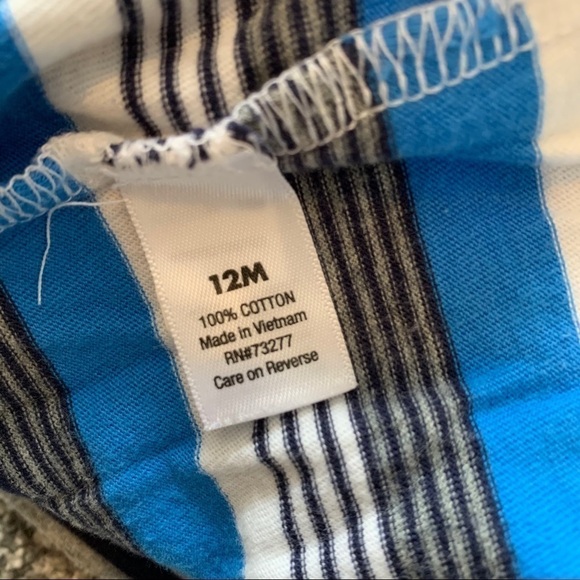 12M
100% COTTON
Made in Vietnam
RN#73277
Care on Reverse